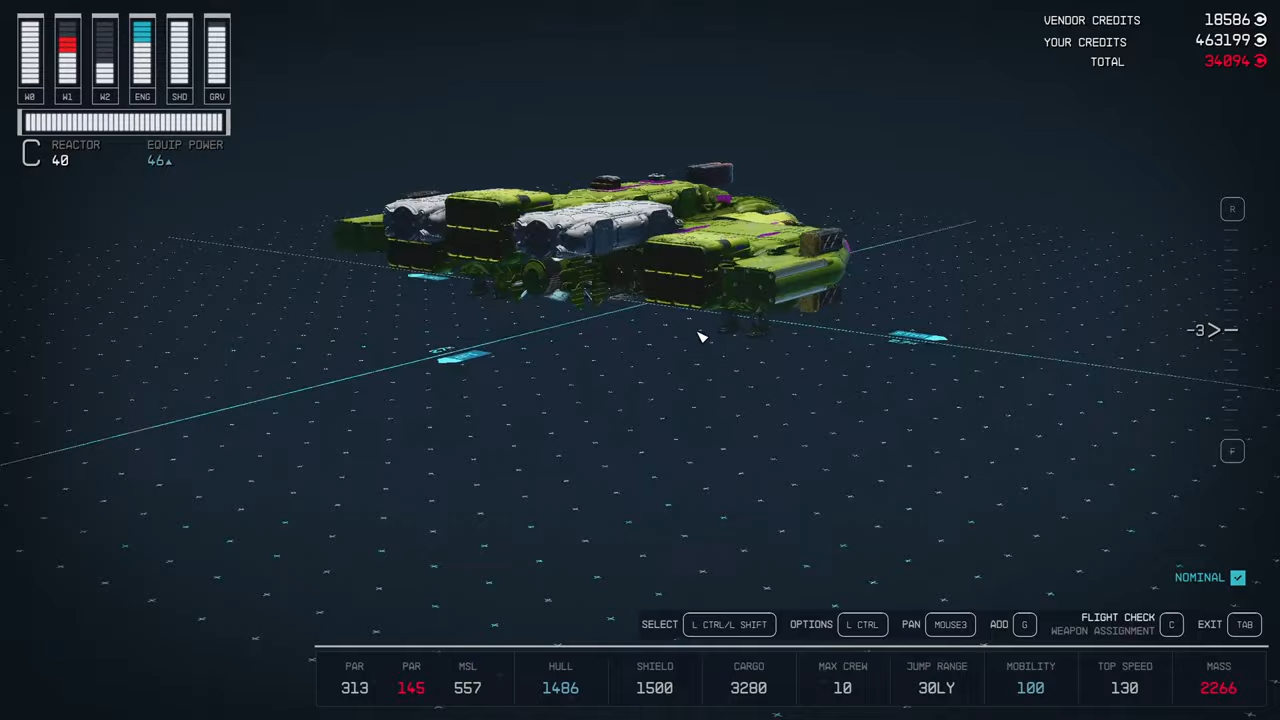 VENDOR CREDITS 18586
YOUR CREDITS 463199
TOTAL 34094
W0 W1 W2 ENG SHD GRV
C REACTOR 40
EQUIP POWER 46
R
-3
F
NOMINAL
SELECT L CTRL/L SHIFT OPTIONS L CTRL PAN MOUSE3 ADD G FLIGHT CHECK WEAPON ASSIGNMENT C EXIT TAB
PAR PAR MSL HULL SHIELD CARGO MAX CREW JUMP RANGE MOBILITY TOP SPEED MASS
313 145 557 1486 1500 3280 10 30LY 100 130 2266